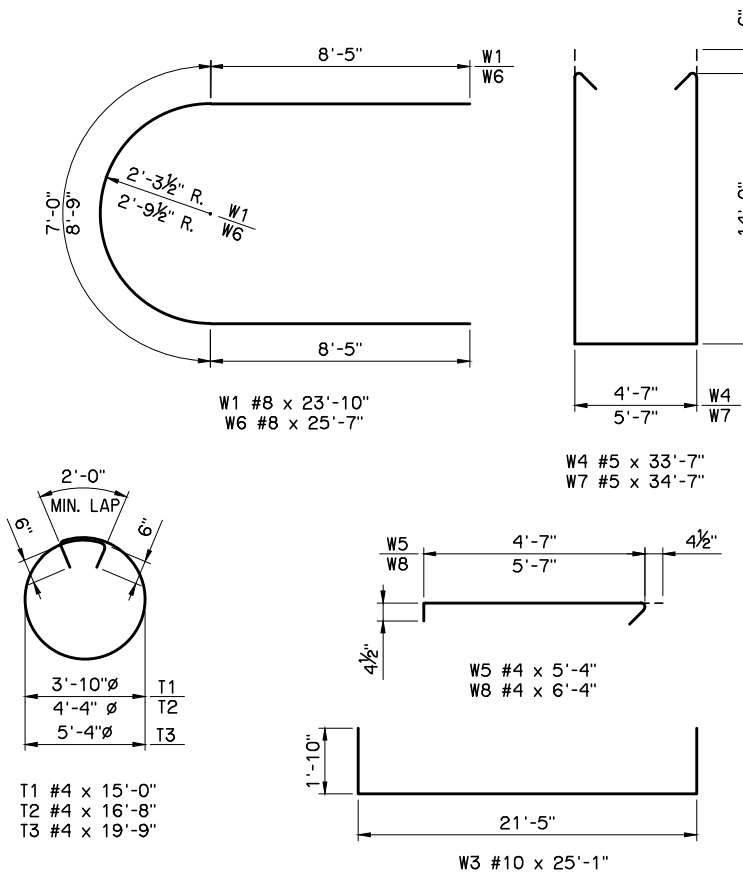 8'-5" W1
W6
2'-3½" R.
2'-9½" R.
W1
W6
7'-0"
8'-9"
8'-5"
W1 #8 x 23'-10"
W6 #8 x 25'-7"
4'-7" W4
5'-7" W7
W4 #5 x 33'-7"
W7 #5 x 34'-7"
2'-0"
MIN. LAP
6"
6"
3'-10"Ø T1
4'-4" Ø T2
5'-4"Ø T3
T1 #4 x 15'-0"
T2 #4 x 16'-8"
T3 #4 x 19'-9"
W5 4'-7" 4½"
W8 5'-7"
4½"
W5 #4 x 5'-4"
W8 #4 x 6'-4"
1'-10"
21'-5"
W3 #10 x 25'-1"